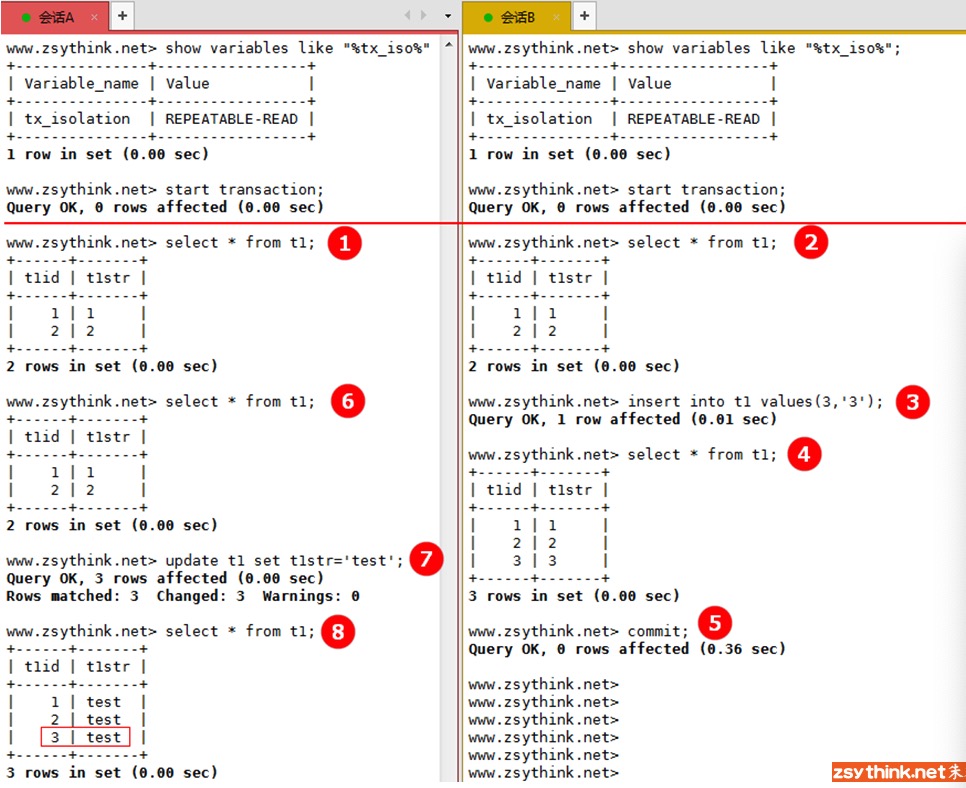 会话A × +
www.zsythink.net> show variables like "%tx_iso%"
+---------------+-----------------+
| Variable_name | Value           |
+---------------+-----------------+
| tx_isolation  | REPEATABLE-READ |
+---------------+-----------------+
1 row in set (0.00 sec)
www.zsythink.net> start transaction;
Query OK, 0 rows affected (0.00 sec)
www.zsythink.net> select * from t1; 1
+------+-------+
| t1id | t1str |
+------+-------+
|    1 | 1     |
|    2 | 2     |
+------+-------+
2 rows in set (0.00 sec)
www.zsythink.net> select * from t1; 6
+------+-------+
| t1id | t1str |
+------+-------+
|    1 | 1     |
|    2 | 2     |
+------+-------+
2 rows in set (0.00 sec)
www.zsythink.net> update t1 set t1str='test'; 7
Query OK, 3 rows affected (0.00 sec)
Rows matched: 3  Changed: 3  Warnings: 0
www.zsythink.net> select * from t1; 8
+------+-------+
| t1id | t1str |
+------+-------+
|    1 | test  |
|    2 | test  |
|    3 | test  |
+------+-------+
3 rows in set (0.00 sec)
会话B × +
www.zsythink.net> show variables like "%tx_iso%";
+---------------+-----------------+
| Variable_name | Value           |
+---------------+-----------------+
| tx_isolation  | REPEATABLE-READ |
+---------------+-----------------+
1 row in set (0.00 sec)
www.zsythink.net> start transaction;
Query OK, 0 rows affected (0.00 sec)
www.zsythink.net> select * from t1; 2
+------+-------+
| t1id | t1str |
+------+-------+
|    1 | 1     |
|    2 | 2     |
+------+-------+
2 rows in set (0.00 sec)
www.zsythink.net> insert into t1 values(3,'3'); 3
Query OK, 1 row affected (0.01 sec)
www.zsythink.net> select * from t1; 4
+------+-------+
| t1id | t1str |
+------+-------+
|    1 | 1     |
|    2 | 2     |
|    3 | 3     |
+------+-------+
3 rows in set (0.00 sec)
www.zsythink.net> commit; 5
Query OK, 0 rows affected (0.36 sec)
www.zsythink.net>
www.zsythink.net>
www.zsythink.net>
www.zsythink.net>
www.zsythink.net>
www.zsythink.net>
zsythink.net朱